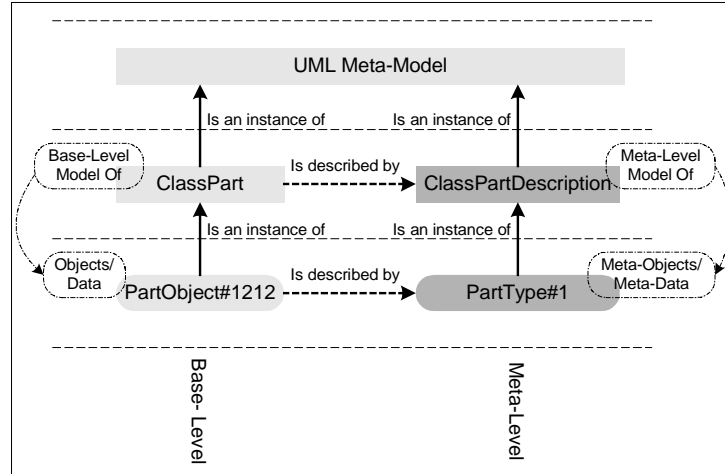 UML Meta-Model
Is an instance of
Is an instance of
Base-Level
Model Of
ClassPart
Is described by
ClassPartDescription
Meta-Level
Model Of
Is an instance of
Is an instance of
Objects/
Data
PartObject#1212
Is described by
PartType#1
Meta-Objects/
Meta-Data
Base- Level
Meta-Level